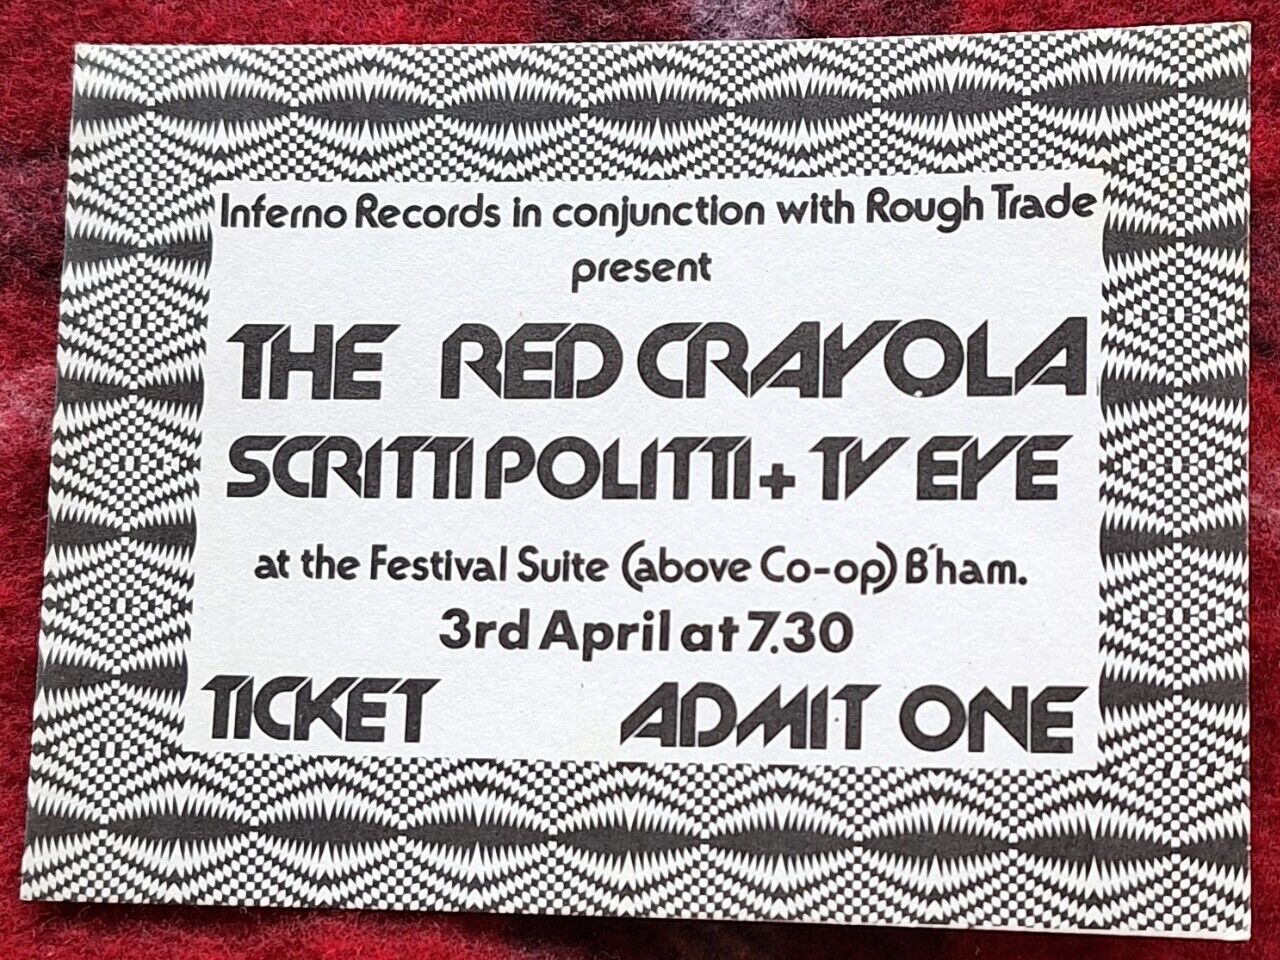 Inferno Records in conjunction with Rough Trade
present
THE RED CRAYOLA
SCRITTI POLITTI + TV EYE
at the Festival Suite (above Co-op) B'ham.
3rd April at 7.30
TICKET ADMIT ONE